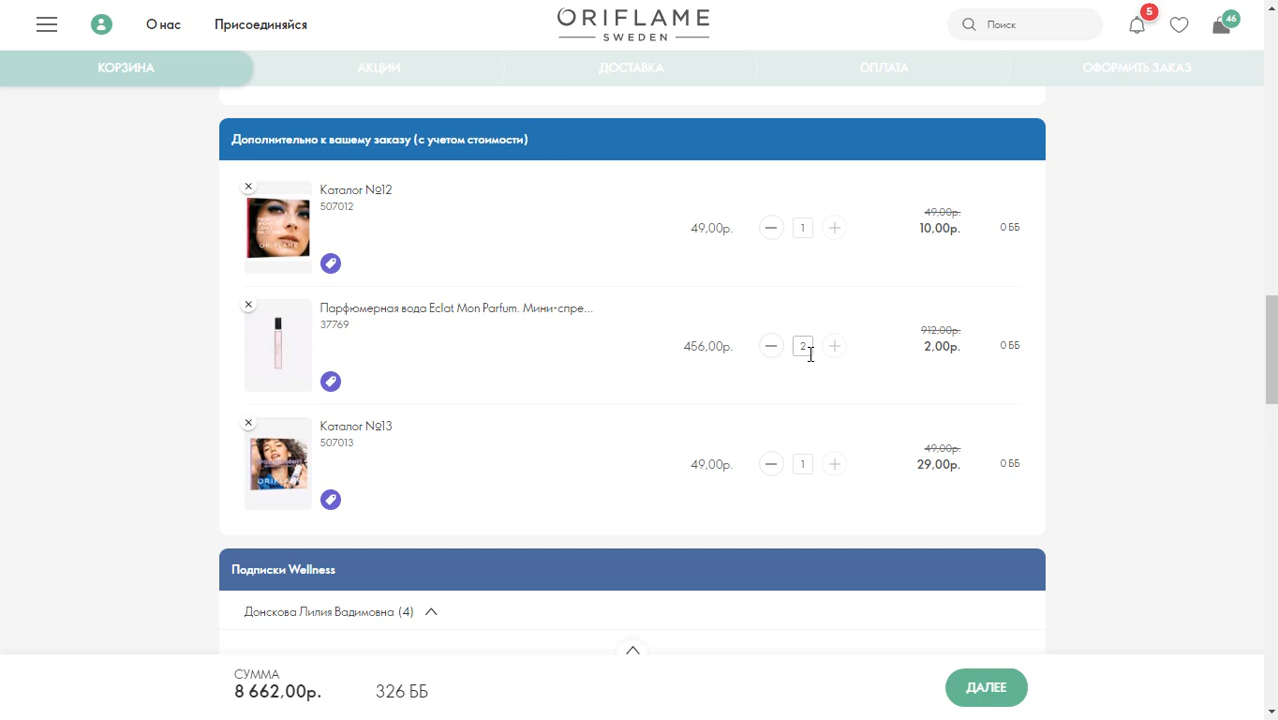 О нас
Присоединяйся
ORIFLAME
SWEDEN
Поиск
5
46
КОРЗИНА
АКЦИИ
ДОСТАВКА
ОПЛАТА
ОФОРМИТЬ ЗАКАЗ
Дополнительно к вашему заказу (с учетом стоимости)
Каталог №12
507012
49,00р.
1
49,00р.
10,00р.
0 ББ
ORIFLAME
Парфюмерная вода Eclat Mon Parfum. Мини-спре...
37769
456,00р.
2
912,00р.
2,00р.
0 ББ
Каталог №13
507013
49,00р.
1
49,00р.
29,00р.
0 ББ
ORIFLAME
Подписки Wellness
Донскова Лилия Вадимовна (4)
СУММА
8 662,00р.
326 ББ
ДАЛЕЕ